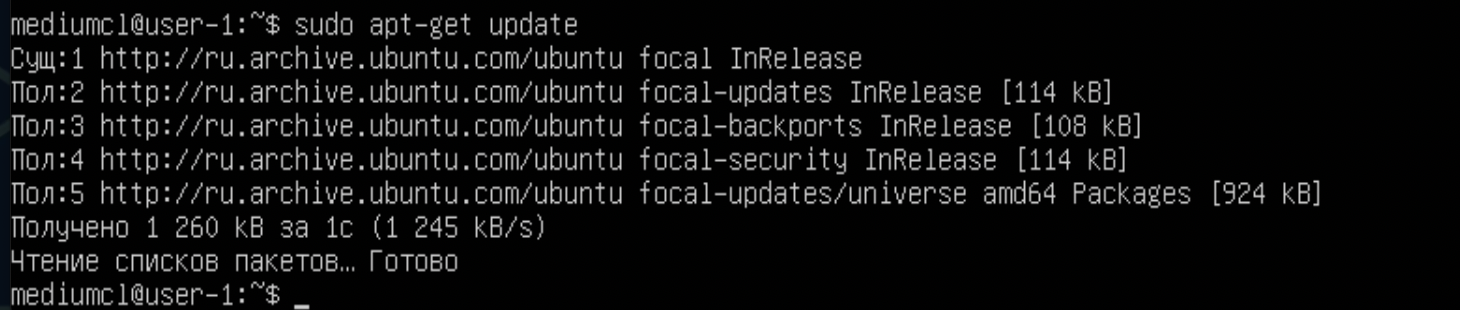 mediumcl@user-1:~$ sudo apt-get update
Сущ:1 http://ru.archive.ubuntu.com/ubuntu focal InRelease
Пол:2 http://ru.archive.ubuntu.com/ubuntu focal-updates InRelease [114 kB]
Пол:3 http://ru.archive.ubuntu.com/ubuntu focal-backports InRelease [108 kB]
Пол:4 http://ru.archive.ubuntu.com/ubuntu focal-security InRelease [114 kB]
Пол:5 http://ru.archive.ubuntu.com/ubuntu focal-updates/universe amd64 Packages [924 kB]
Получено 1 260 kB за 1с (1 245 kB/s)
Чтение списков пакетов… Готово
mediumcl@user-1:~$ _